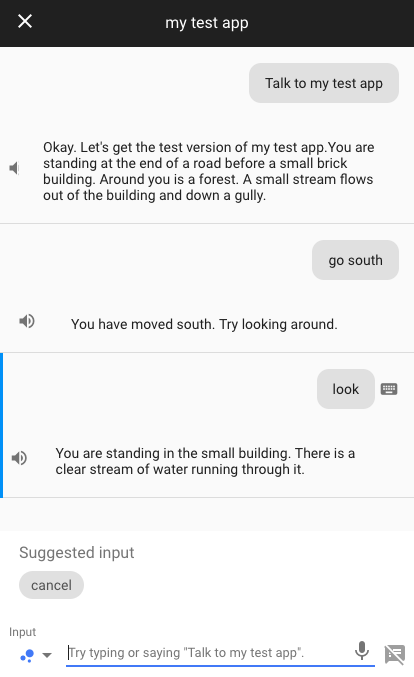 my test app
Talk to my test app
Okay. Let's get the test version of my test app.You are
standing at the end of a road before a small brick
building. Around you is a forest. A small stream flows
out of the building and down a gully.
go south
You have moved south. Try looking around.
look
You are standing in the small building. There is a
clear stream of water running through it.
Suggested input
cancel
Input
Try typing or saying "Talk to my test app".